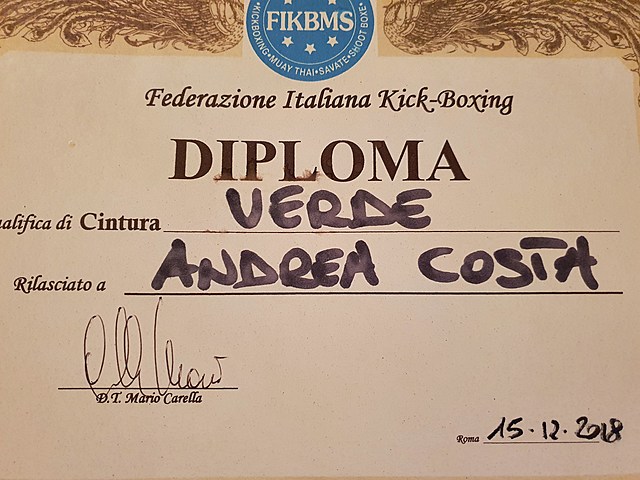 FIKBMS
KICKBOXING•MUAY THAI•SAVATE•SHOOT BOXE•
Federazione Italiana Kick-Boxing
DIPLOMA
ualifica di Cintura VERDE
Rilasciato a ANDREA COSTA
D.T. Mario Carella
Roma 15.12.2018